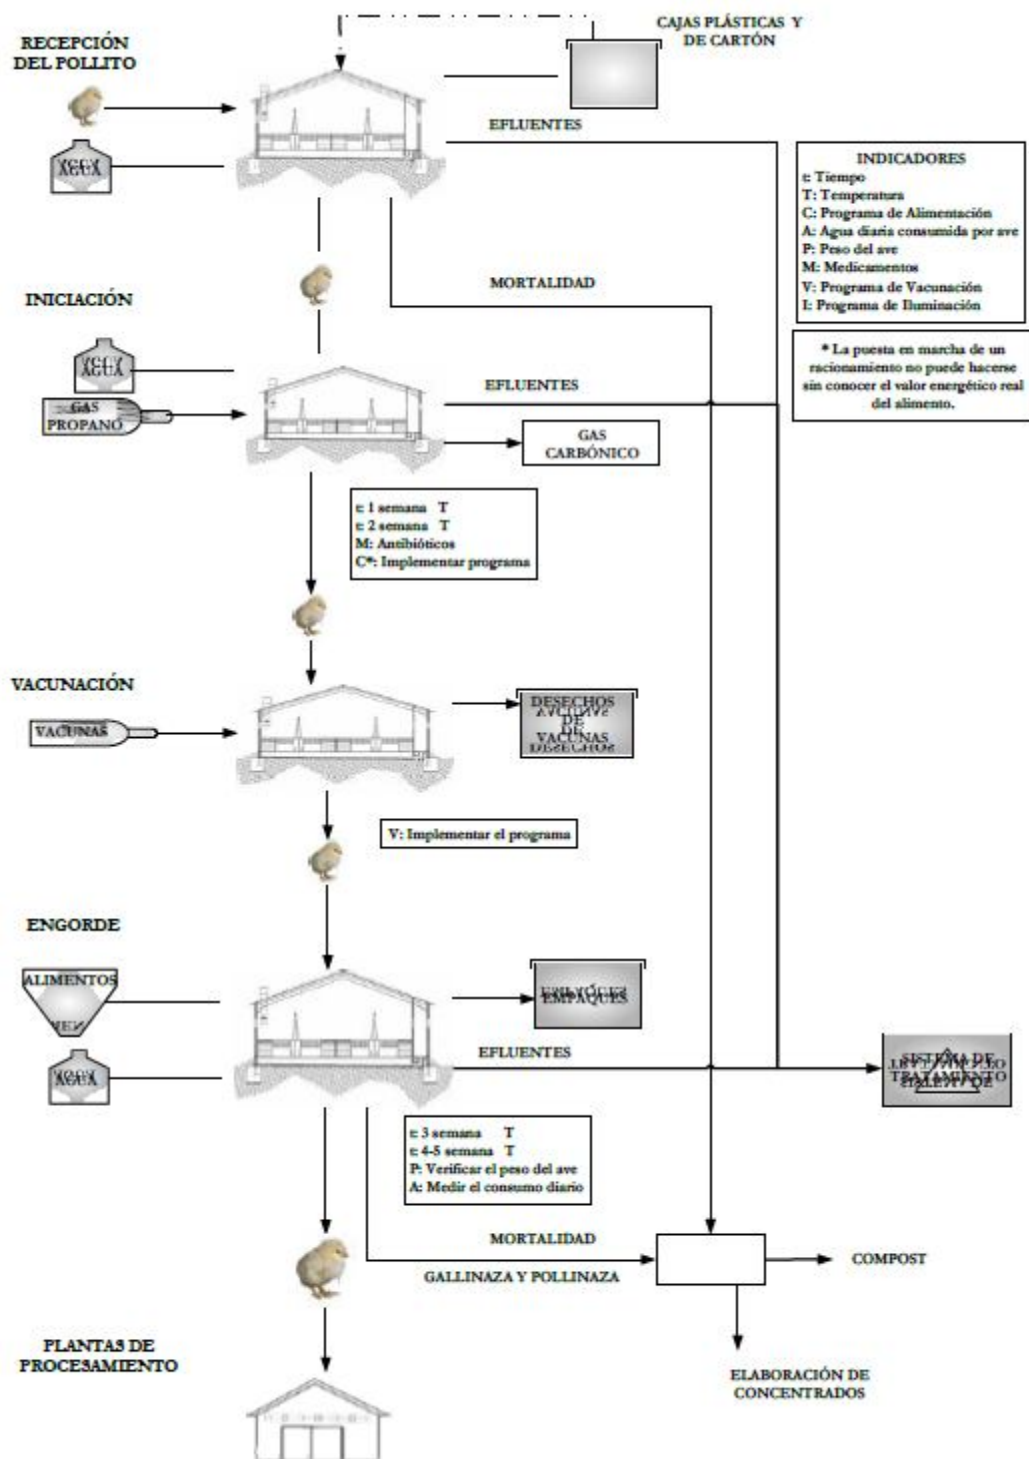 CAJAS PLÁSTICAS Y
DE CARTÓN
RECEPCIÓN
DEL POLLITO
EFLUENTES
AGUA
INDICADORES
t: Tiempo
T: Temperatura
C: Programa de Alimentación
A: Agua diaria consumida por ave
P: Peso del ave
M: Medicamentos
V: Programa de Vacunación
I: Programa de Iluminación
MORTALIDAD
INICIACIÓN
* La puesta en marcha de un
racionamiento no puede hacerse
sin conocer el valor energético real
del alimento.
AGUA
EFLUENTES
GAS
PROPANO
GAS
CARBÓNICO
t: 1 semana T
t: 2 semana T
M: Antibióticos
C*: Implementar programa
VACUNACIÓN
VACUNAS
DESECHOS
DE
VACUNAS
V: Implementar el programa
ENGORDE
ALIMENTOS
EMPAQUES
EFLUENTES
AGUA
SISTEMA DE
TRATAMIENTO
t: 3 semana T
t: 4-5 semana T
P: Verificar el peso del ave
A: Medir el consumo diario
MORTALIDAD
GALLINAZA Y POLLINAZA
COMPOST
PLANTAS DE
PROCESAMIENTO
ELABORACIÓN DE
CONCENTRADOS